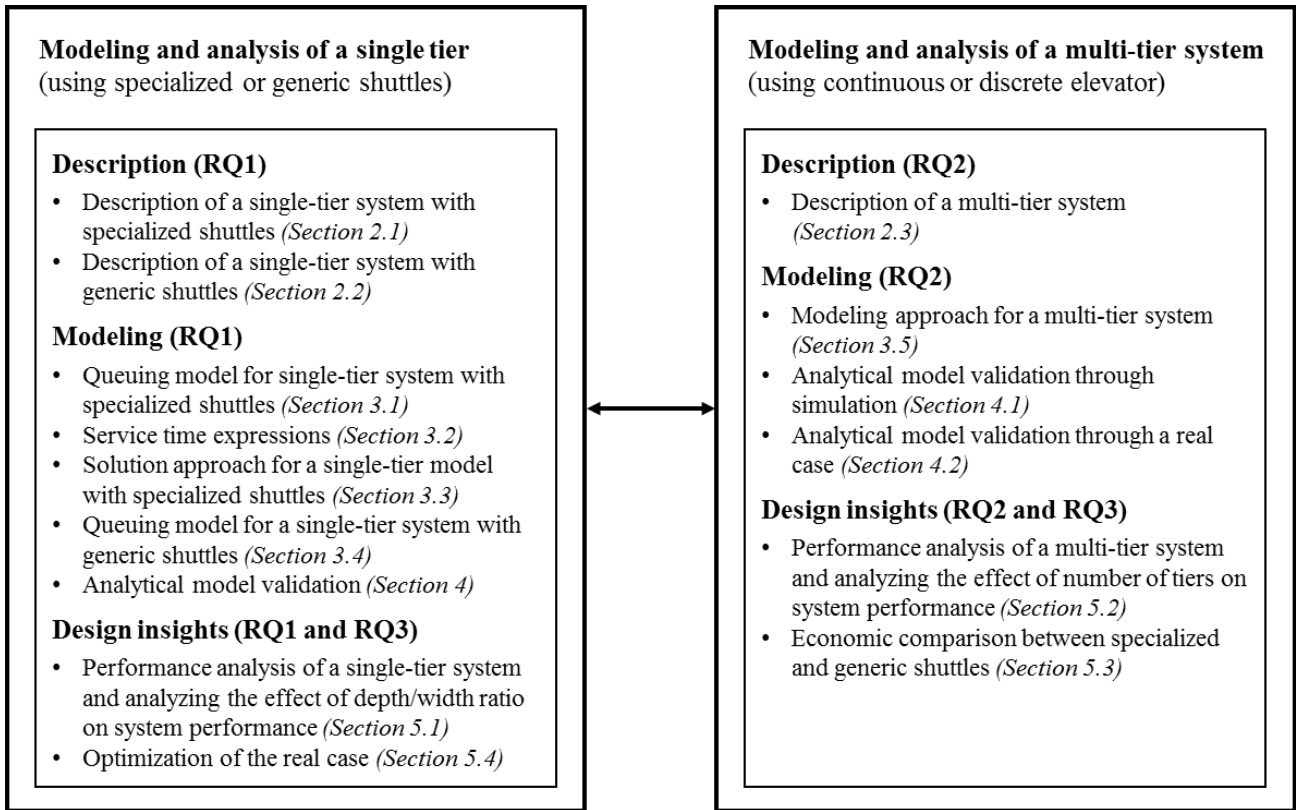 Modeling and analysis of a single tier
(using specialized or generic shuttles)
Description (RQ1)
• Description of a single-tier system with
specialized shuttles (Section 2.1)
• Description of a single-tier system with
generic shuttles (Section 2.2)
Modeling (RQ1)
• Queuing model for single-tier system with
specialized shuttles (Section 3.1)
• Service time expressions (Section 3.2)
• Solution approach for a single-tier model
with specialized shuttles (Section 3.3)
• Queuing model for a single-tier system with
generic shuttles (Section 3.4)
• Analytical model validation (Section 4)
Design insights (RQ1 and RQ3)
• Performance analysis of a single-tier system
and analyzing the effect of depth/width ratio
on system performance (Section 5.1)
• Optimization of the real case (Section 5.4)
Modeling and analysis of a multi-tier system
(using continuous or discrete elevator)
Description (RQ2)
• Description of a multi-tier system
(Section 2.3)
Modeling (RQ2)
• Modeling approach for a multi-tier system
(Section 3.5)
• Analytical model validation through
simulation (Section 4.1)
• Analytical model validation through a real
case (Section 4.2)
Design insights (RQ2 and RQ3)
• Performance analysis of a multi-tier system
and analyzing the effect of number of tiers on
system performance (Section 5.2)
• Economic comparison between specialized
and generic shuttles (Section 5.3)